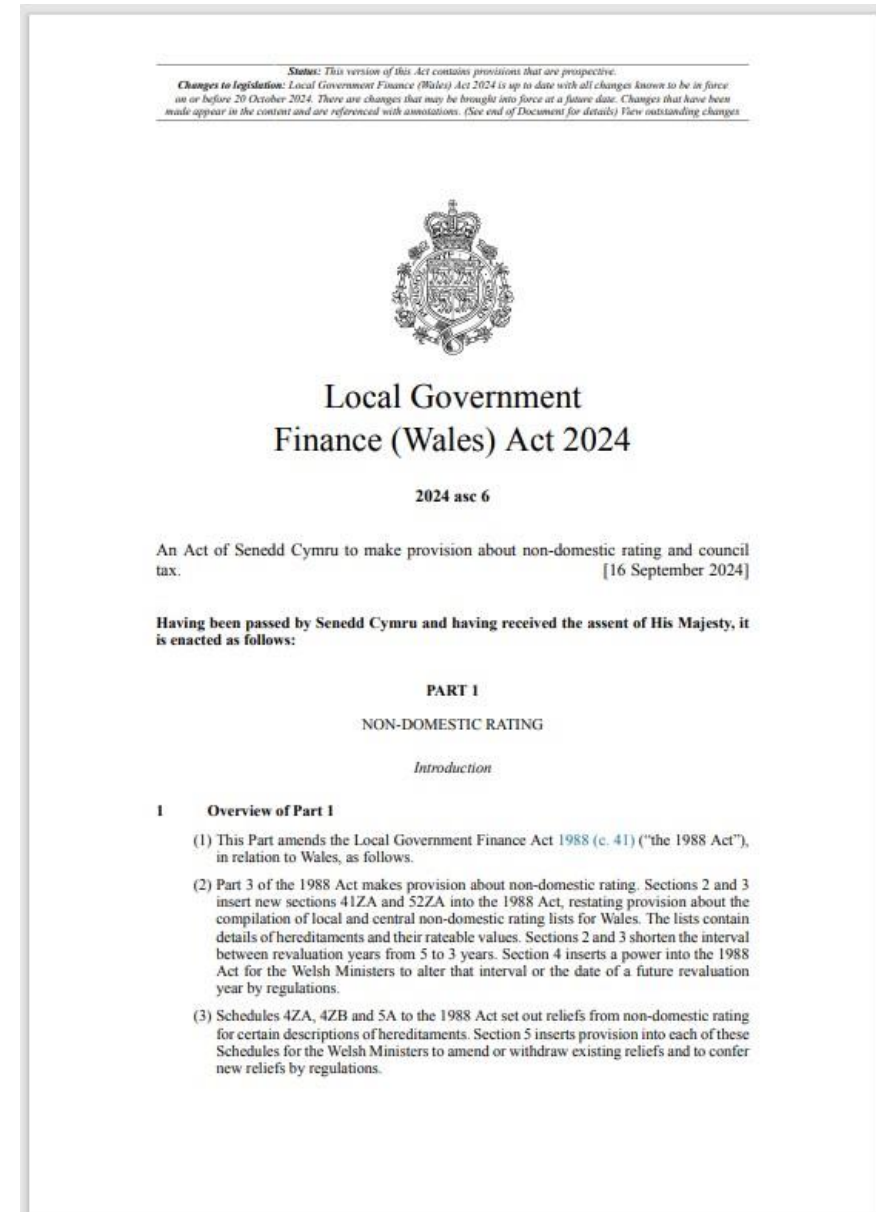 Status: This version of this Act contains provisions that are prospective.
Changes to legislation: Local Government Finance (Wales) Act 2024 is up to date with all changes known to be in force
on or before 20 October 2024. There are changes that may be brought into force at a future date. Changes that have been
made appear in the content and are referenced with annotations. (See end of Document for details) View outstanding changes
Local Government
Finance (Wales) Act 2024
2024 asc 6
An Act of Senedd Cymru to make provision about non-domestic rating and council
tax. [16 September 2024]
Having been passed by Senedd Cymru and having received the assent of His Majesty, it
is enacted as follows:
PART 1
NON-DOMESTIC RATING
Introduction
1 Overview of Part 1
(1) This Part amends the Local Government Finance Act 1988 (c. 41) (“the 1988 Act”),
in relation to Wales, as follows.
(2) Part 3 of the 1988 Act makes provision about non-domestic rating. Sections 2 and 3
insert new sections 41ZA and 52ZA into the 1988 Act, restating provision about the
compilation of local and central non-domestic rating lists for Wales. The lists contain
details of hereditaments and their rateable values. Sections 2 and 3 shorten the interval
between revaluation years from 5 to 3 years. Section 4 inserts a power into the 1988
Act for the Welsh Ministers to alter that interval or the date of a future revaluation
year by regulations.
(3) Schedules 4ZA, 4ZB and 5A to the 1988 Act set out reliefs from non-domestic rating
for certain descriptions of hereditaments. Section 5 inserts provision into each of these
Schedules for the Welsh Ministers to amend or withdraw existing reliefs and to confer
new reliefs by regulations.